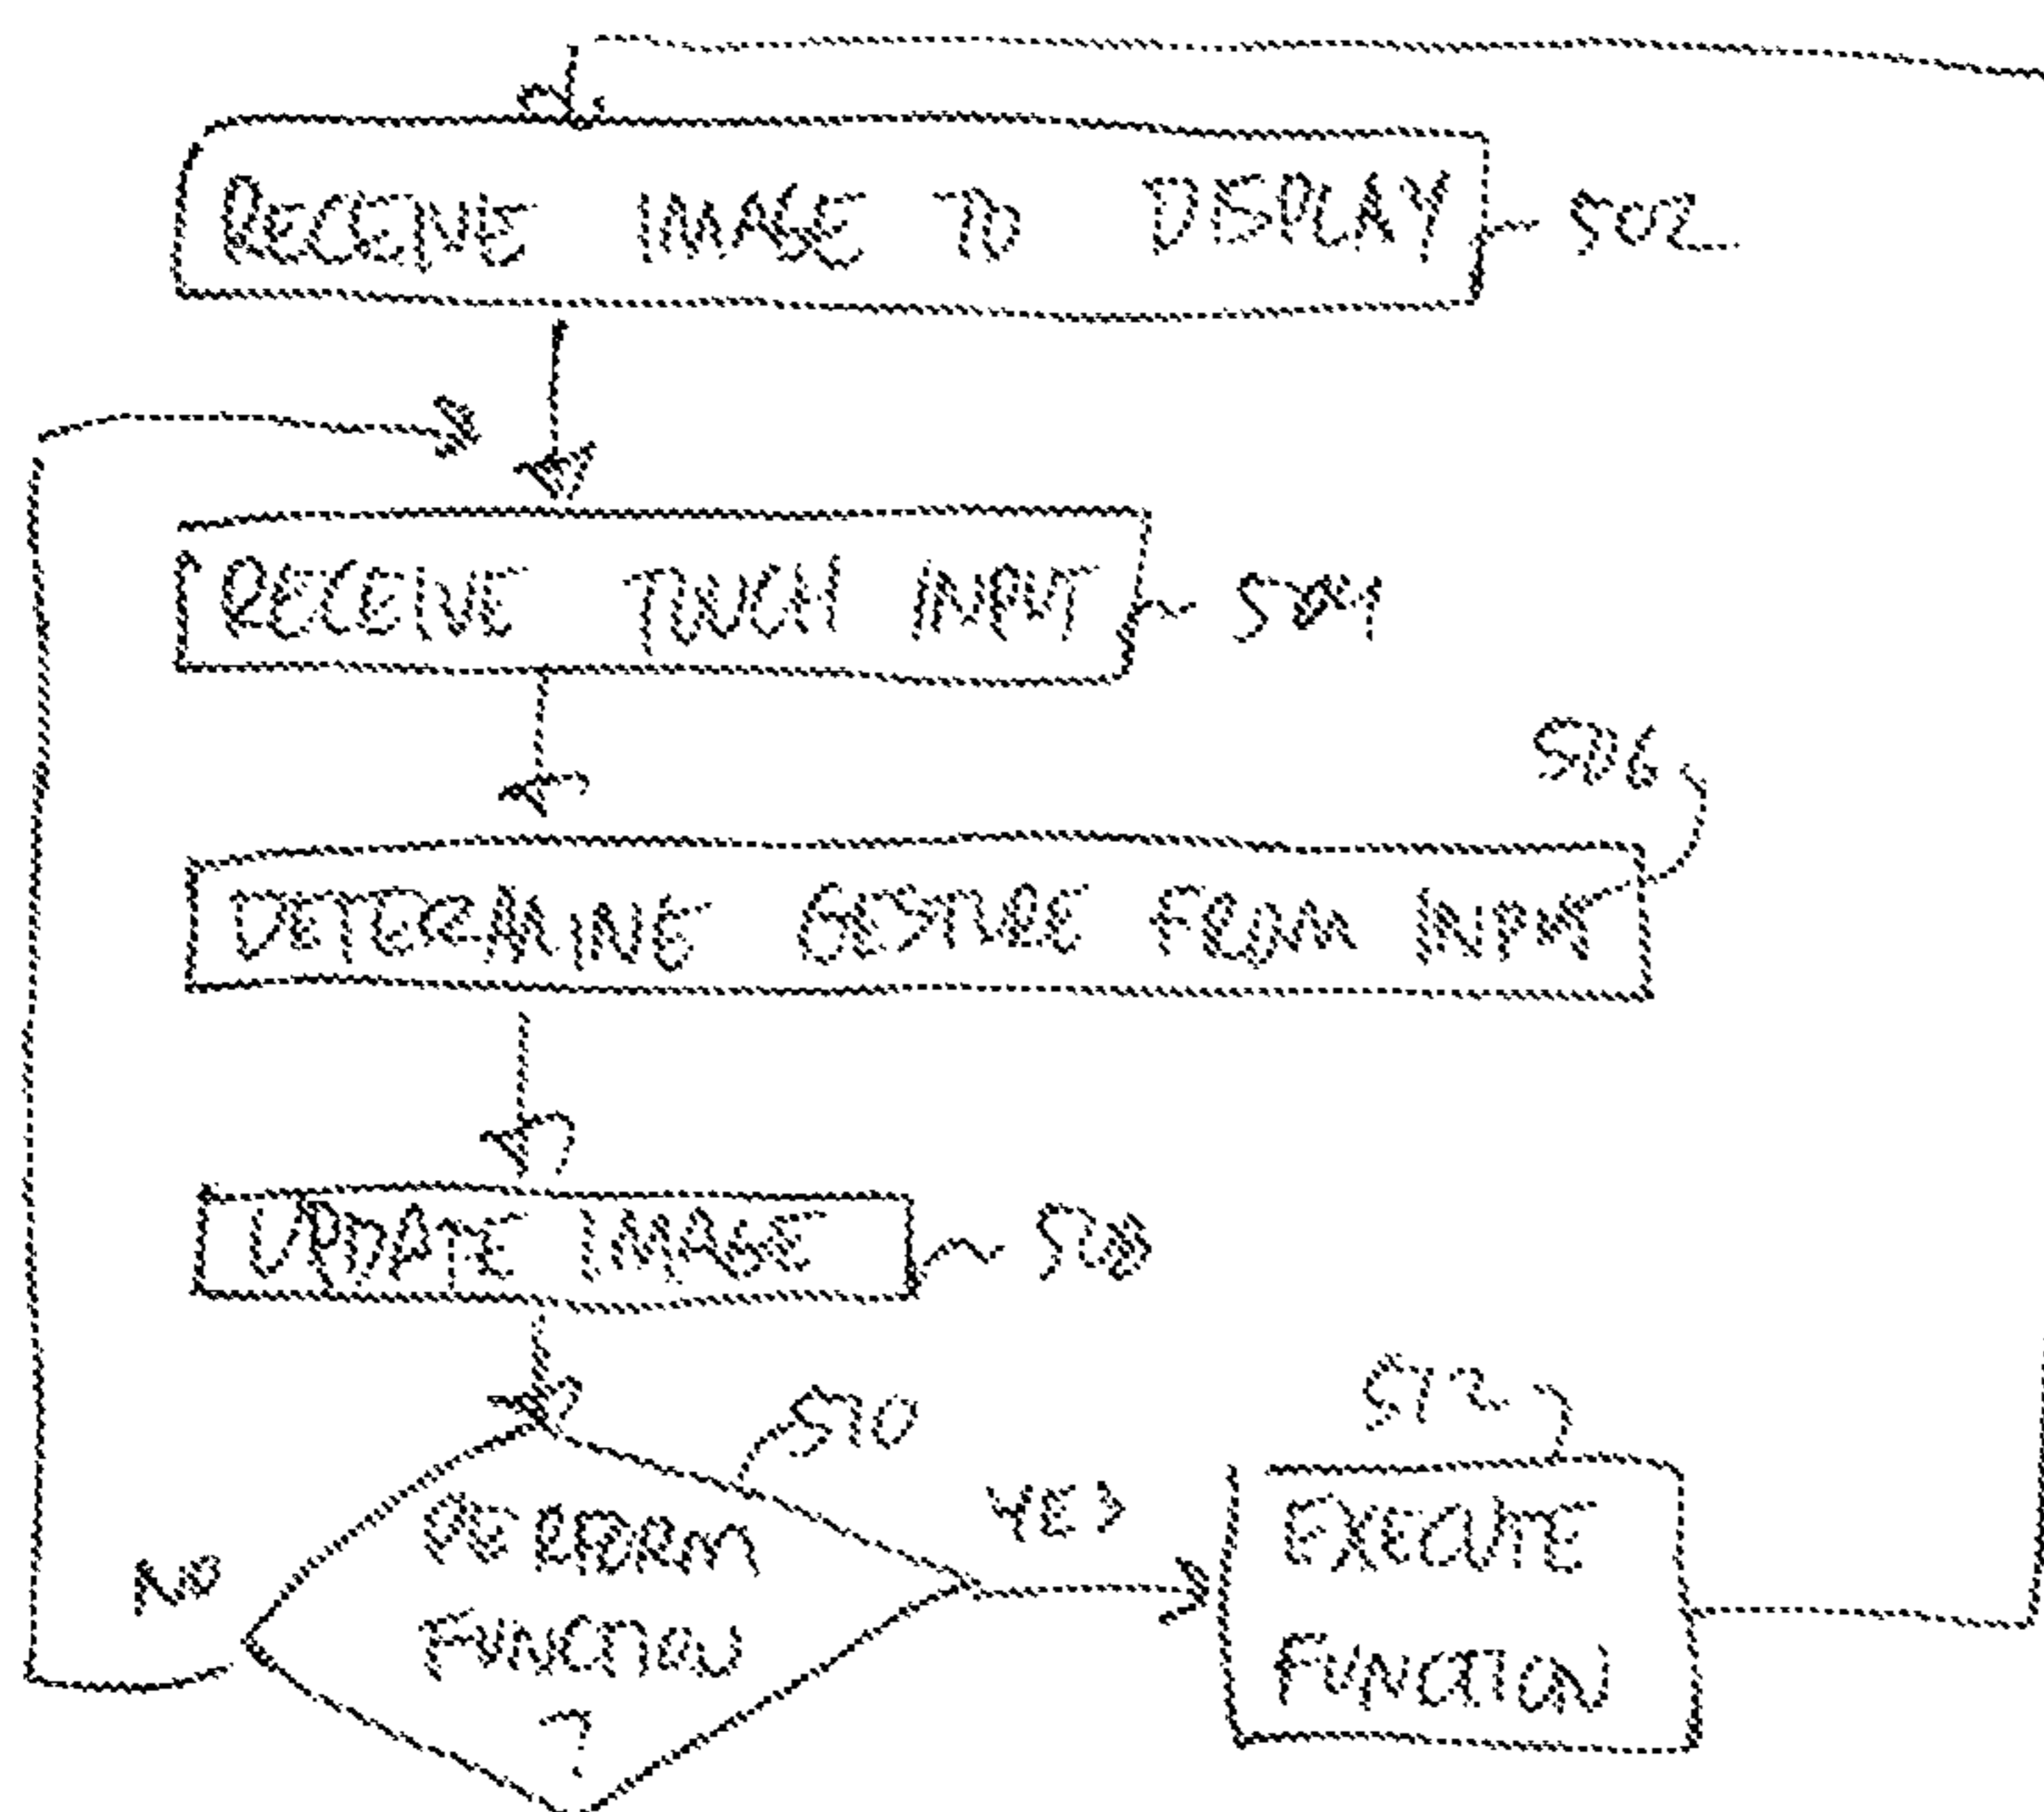 RECEIVE IMAGE TO DISPLAY 502
RECEIVE TOUCH INPUT 504
506
DETERMINE GESTURE FROM INPUT
UPDATE IMAGE 508
510
512
PERFORM
FUNCTION
?
NO
YES
EXECUTE
FUNCTION